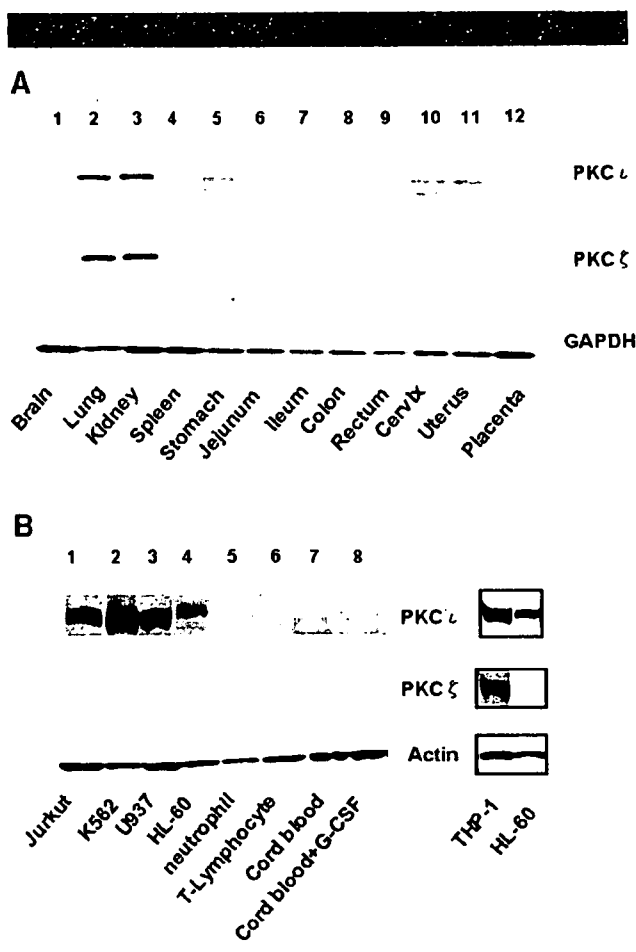 A
1 2 3 4 5 6 7 8 9 10 11 12
PKC ι
PKC ζ
GAPDH
Brain Lung Kidney Spleen Stomach Jejunum Ileum Colon Rectum Cervix Uterus Placenta
B
1 2 3 4 5 6 7 8
PKC ι
PKC ζ
Actin
Jurkut K562 U937 HL-60 neutrophil T-Lymphocyte Cord blood Cord blood+G-CSF THP-1 HL-60